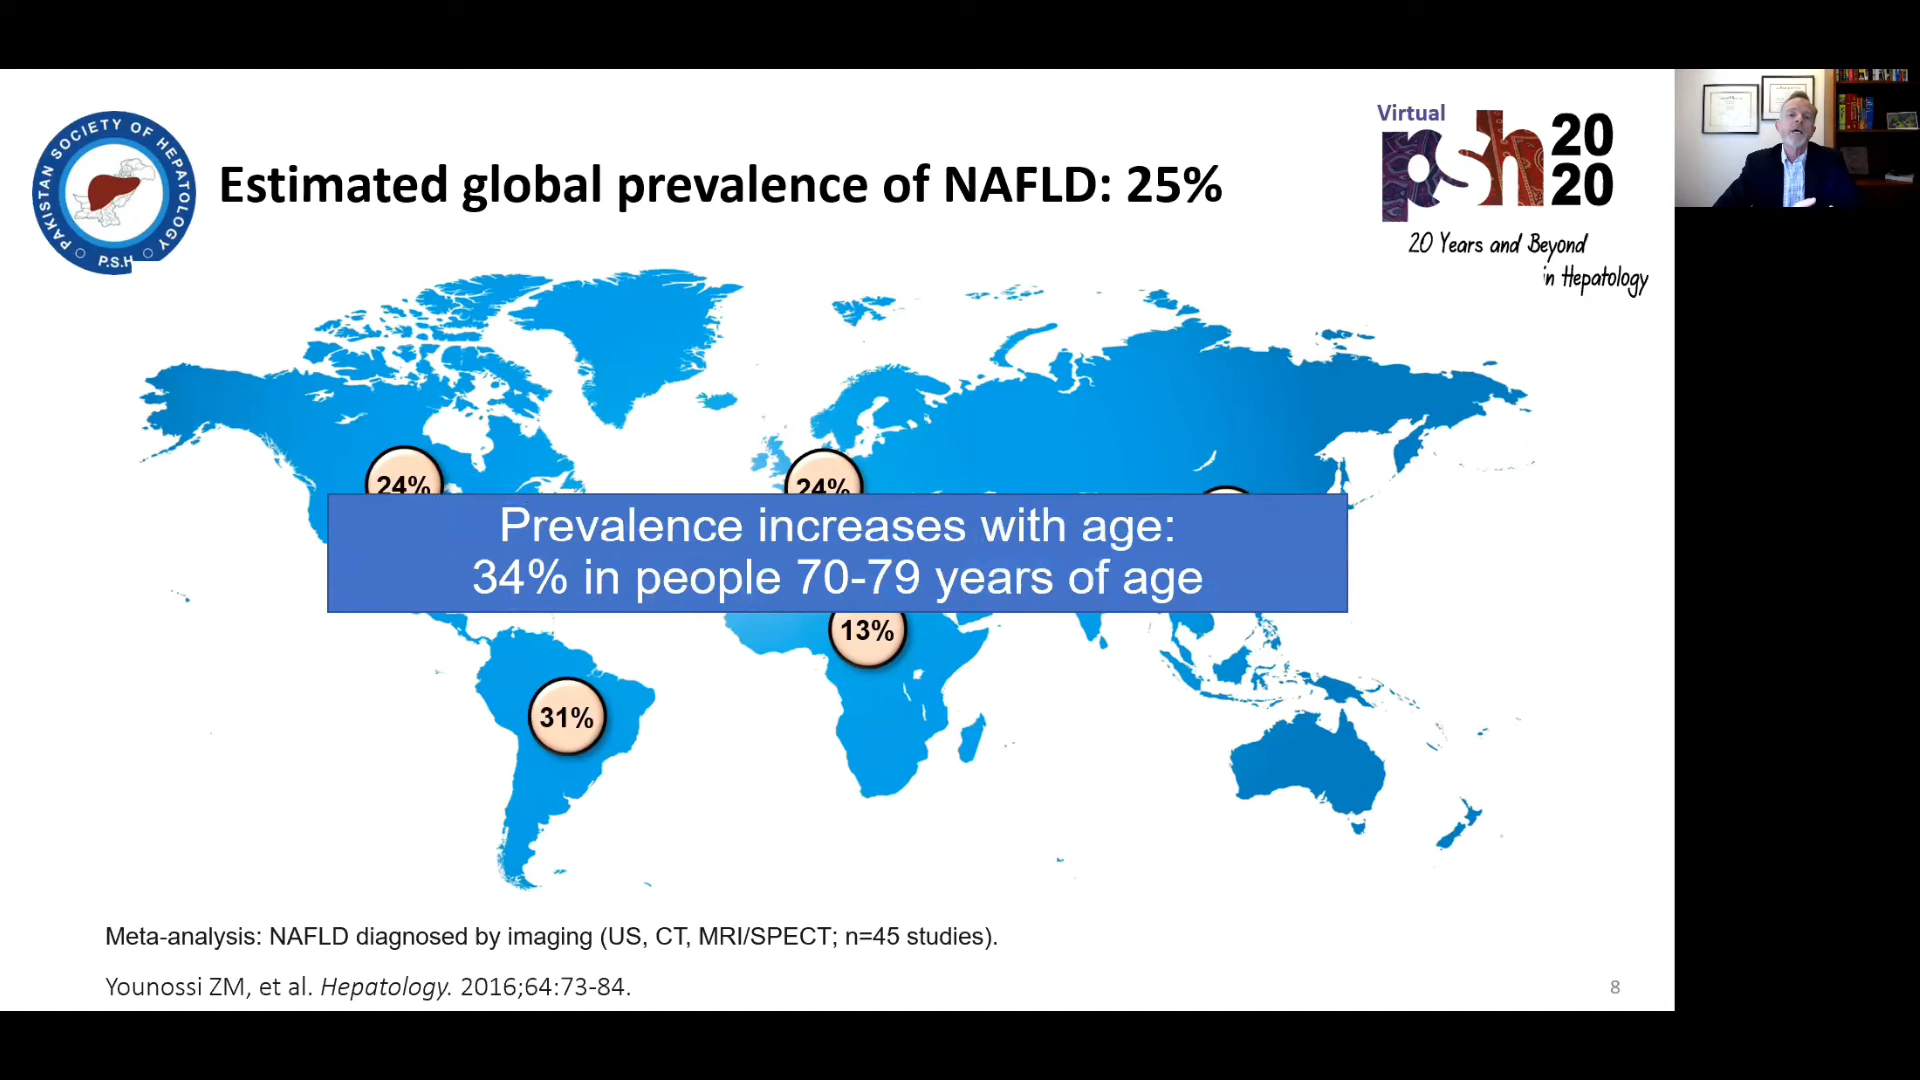 PAKISTAN SOCIETY OF HEPATOLOGY
P.S.H
Estimated global prevalence of NAFLD: 25%
Virtual
psh 20
20
20 Years and Beyond
in Hepatology
24%
24%
Prevalence increases with age:
34% in people 70-79 years of age
13%
31%
Meta-analysis: NAFLD diagnosed by imaging (US, CT, MRI/SPECT; n=45 studies).
Younossi ZM, et al. Hepatology. 2016;64:73-84.
8